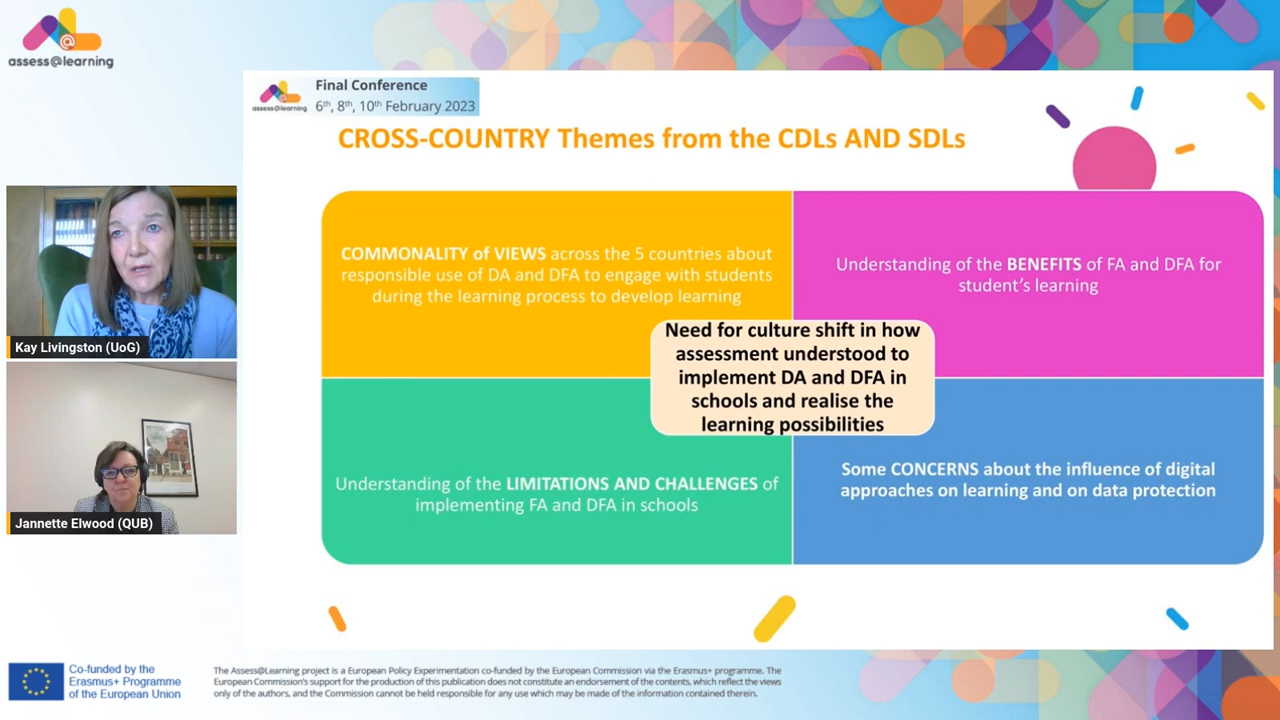 assess@learning
assess@learning
Final Conference
6th, 8th, 10th February 2023
CROSS-COUNTRY Themes from the CDLs AND SDLs
COMMONALITY of VIEWS across the 5 countries about
responsible use of DA and DFA to engage with students
during the learning process to develop learning
Understanding of the BENEFITS of FA and DFA for
student's learning
Need for culture shift in how
assessment understood to
implement DA and DFA in
schools and realise the
learning possibilities
Understanding of the LIMITATIONS AND CHALLENGES of
implementing FA and DFA in schools
Some CONCERNS about the influence of digital
approaches on learning and on data protection
Kay Livingston (UoG)
Jannette Elwood (QUB)
Co-funded by the
Erasmus+ Programme
of the European Union
The Assess@Learning project is a European Policy Experimentation co-funded by the European Commission via the Erasmus+ programme. The
European Commission's support for the production of this publication does not constitute an endorsement of the contents, which reflect the views
only of the authors, and the Commission cannot be held responsible for any use which may be made of the information contained therein.